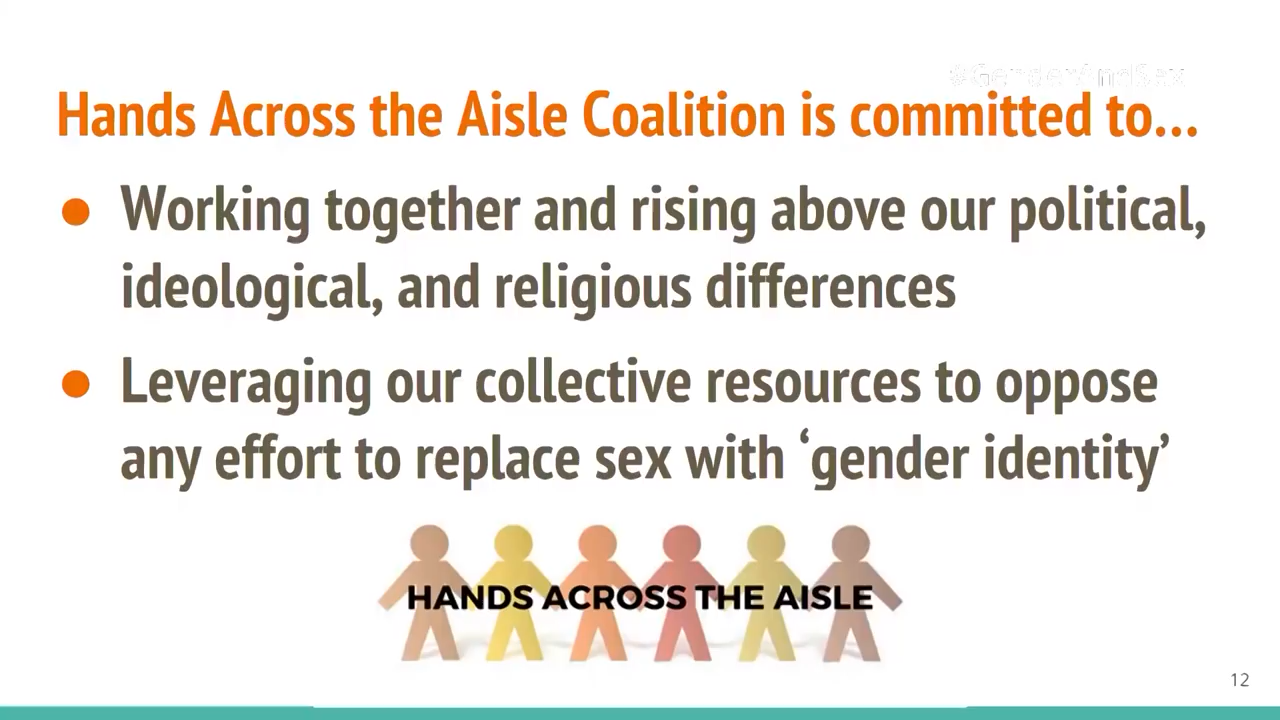 #GenderAndSex
Hands Across the Aisle Coalition is committed to...
● Working together and rising above our political,
ideological, and religious differences
● Leveraging our collective resources to oppose
any effort to replace sex with ‘gender identity’
HANDS ACROSS THE AISLE
12